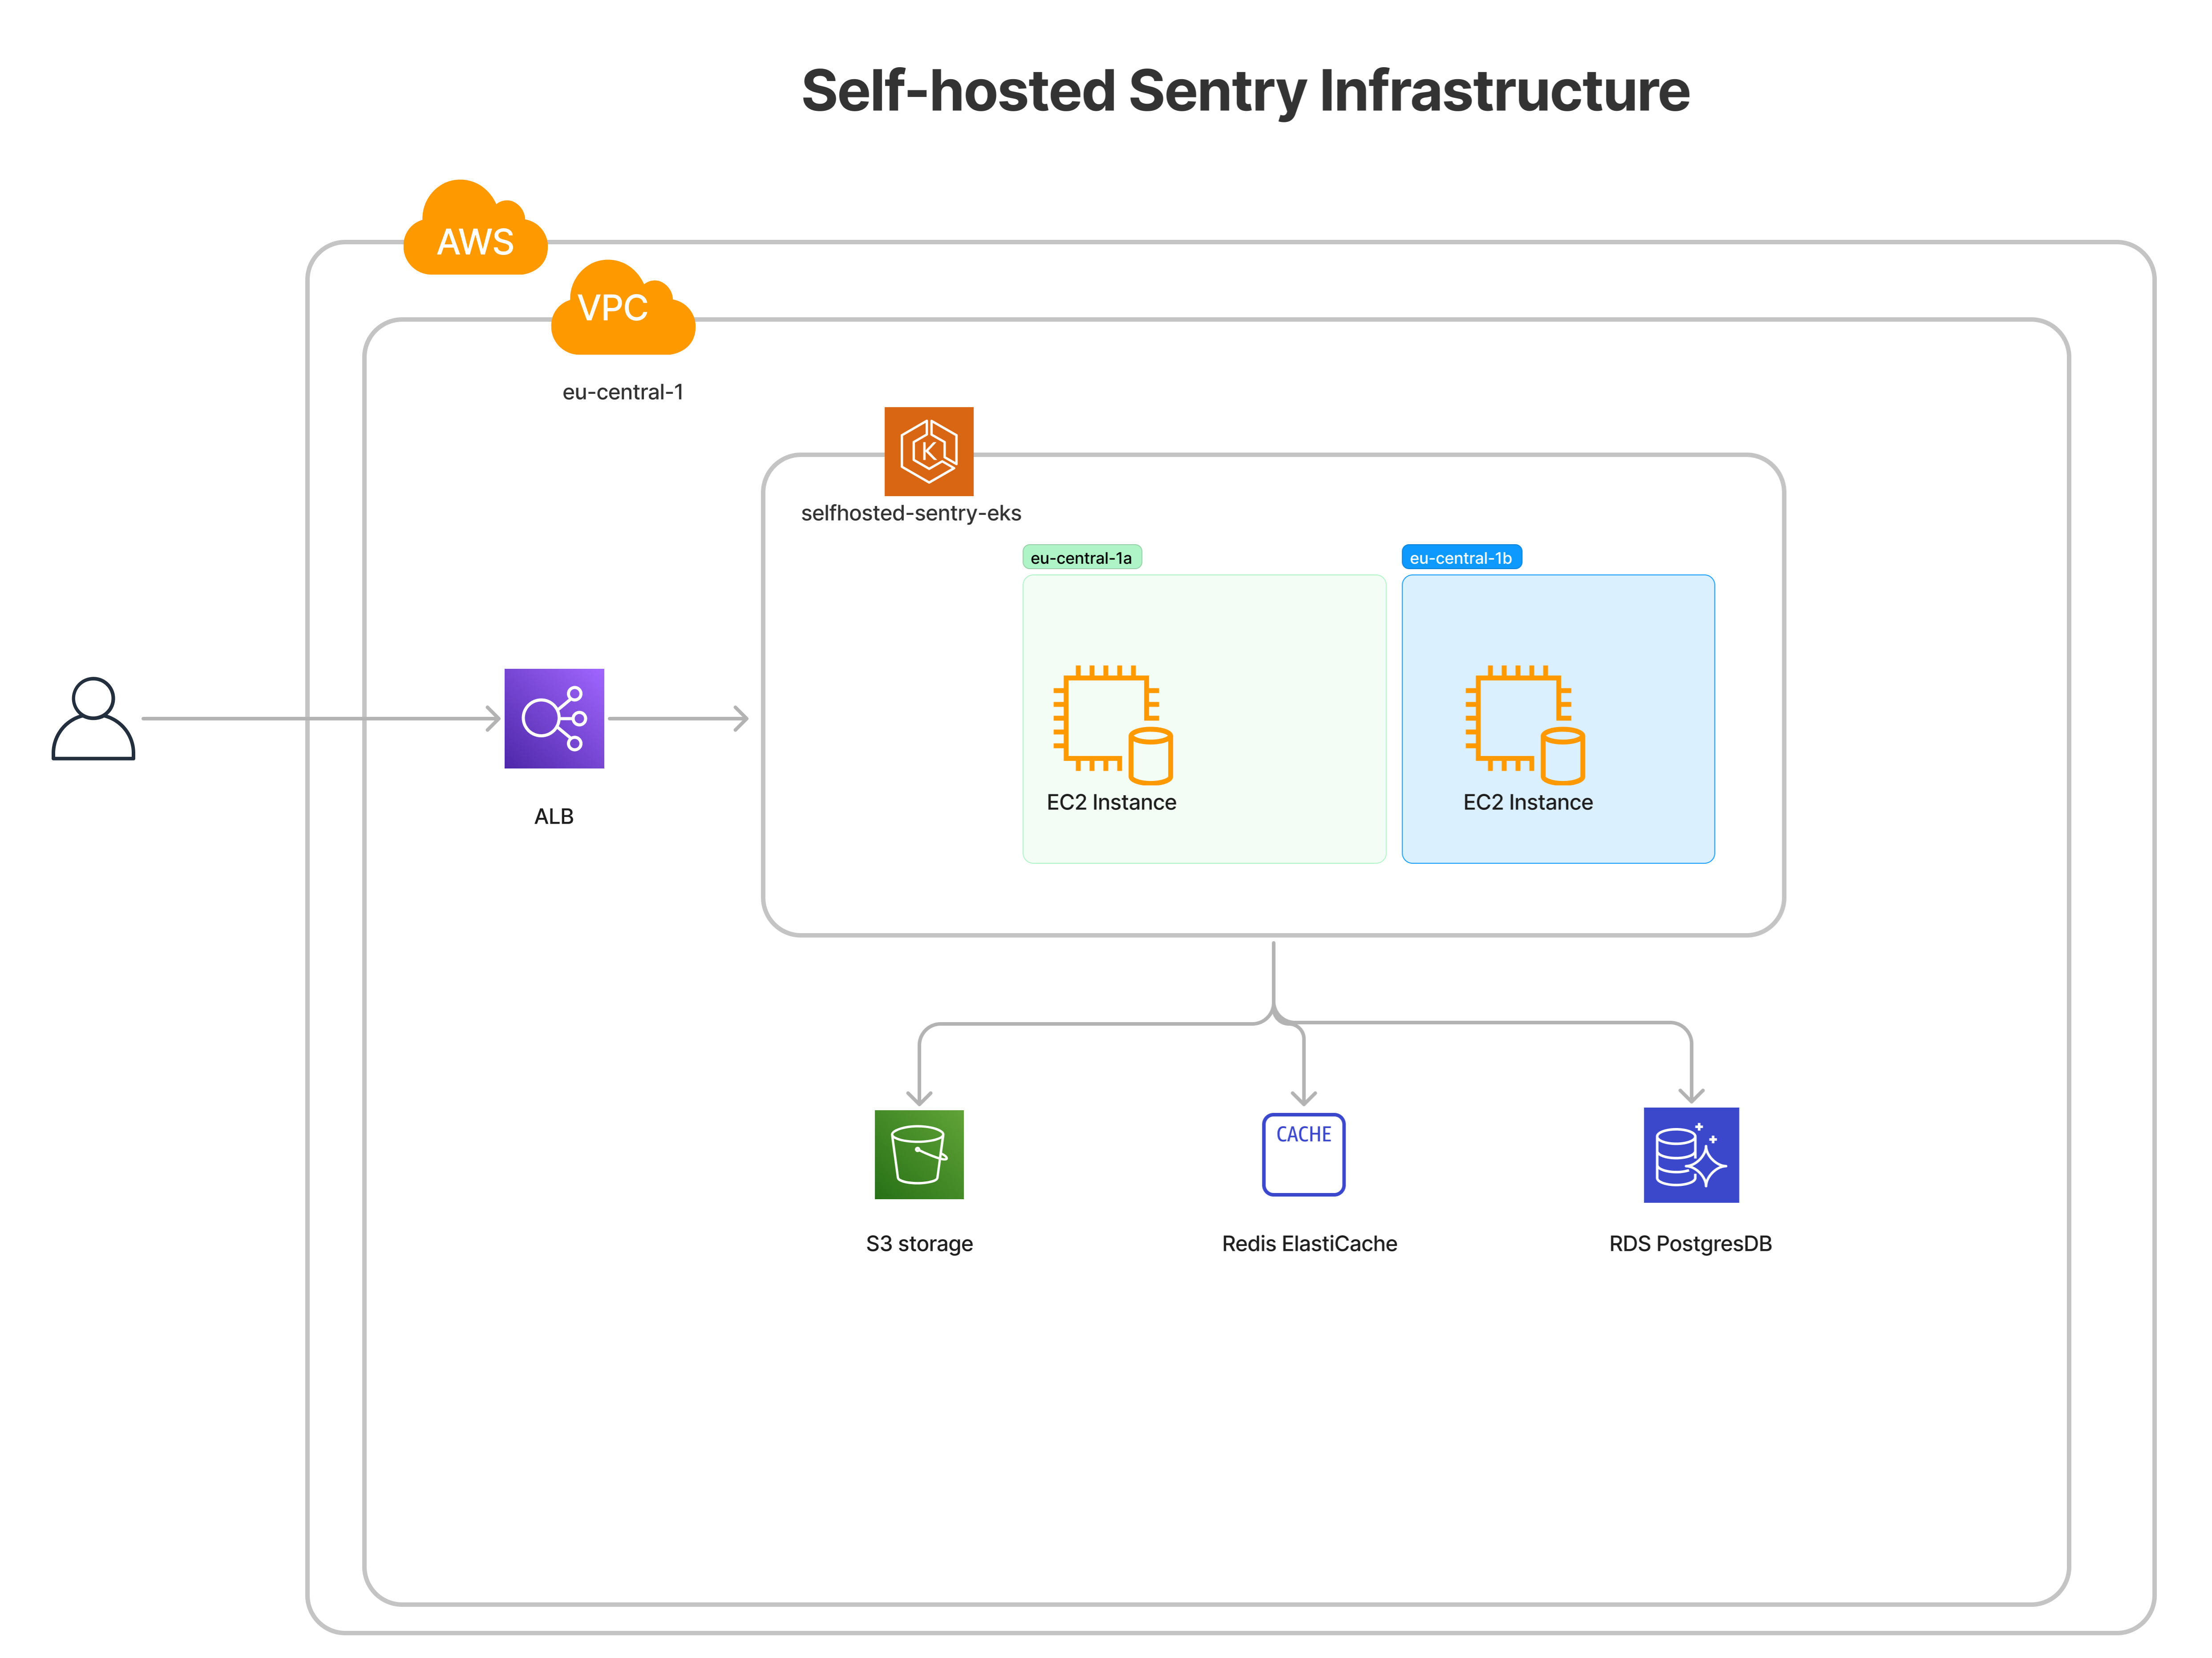 Self-hosted Sentry Infrastructure
AWS
VPC
eu-central-1
K
selfhosted-sentry-eks
eu-central-1a
eu-central-1b
EC2 Instance
EC2 Instance
ALB
CACHE
S3 storage
Redis ElastiCache
RDS PostgresDB